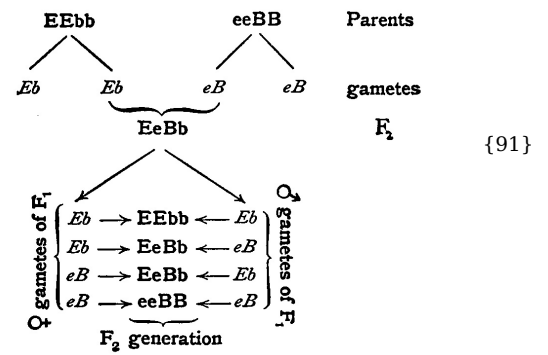 EEbb eeBB Parents
Eb Eb eB eB gametes
EeBb F2
{91}
♀ gametes of F1
♂ gametes of F1
Eb → EEbb ← Eb
Eb → EeBb ← eB
eB → EeBb ← Eb
eB → eeBB ← eB
F2 generation